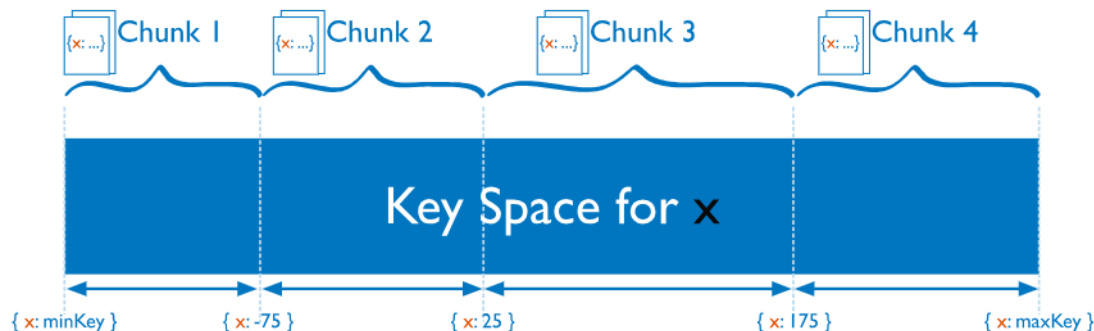 {x: ...} Chunk 1 {x: ...} Chunk 2 {x: ...} Chunk 3 {x: ...} Chunk 4
Key Space for x
{ x: minKey } { x: -75 } { x: 25 } { x: 175 } { x: maxKey }